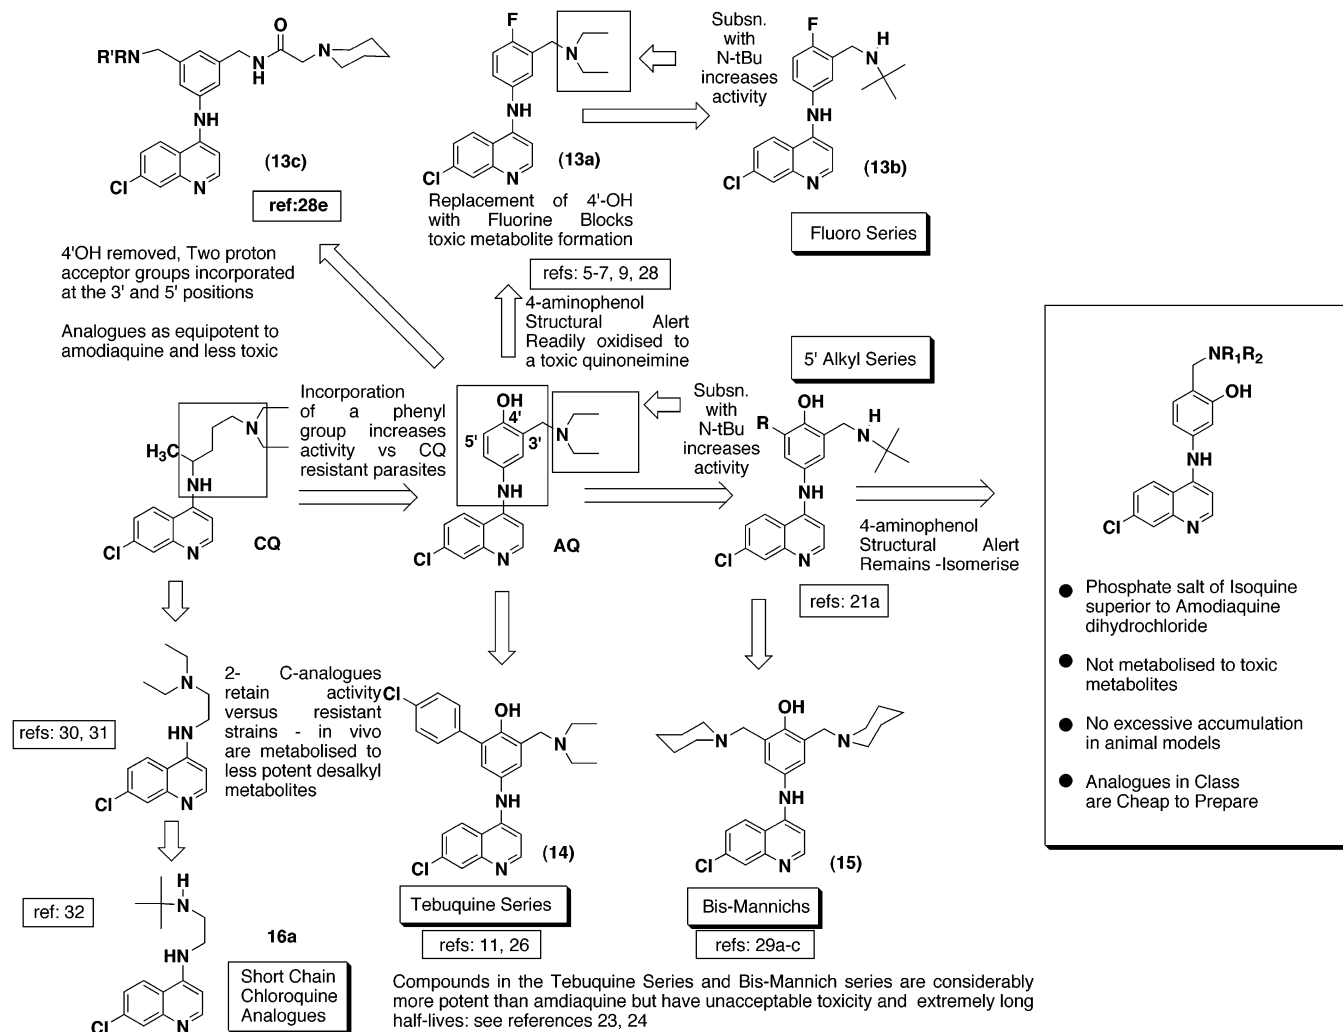 O
R'RN
N
H
N
NH
Cl
N
(13c)
ref:28e
4'OH removed, Two proton
acceptor groups incorporated
at the 3' and 5' positions
Analogues as equipotent to
amodiaquine and less toxic
F
N
NH
Cl
N
(13a)
Replacement of 4'-OH
with Fluorine Blocks
toxic metabolite formation
refs: 5-7, 9, 28
4-aminophenol
Structural Alert
Readily oxidised to
a toxic quinoneimine
Subsn.
with
N-tBu
increases
activity
F
H
N
NH
Cl
N
(13b)
Fluoro Series
5' Alkyl Series
H3C
N
NH
Cl
N
CQ
Incorporation
of a phenyl
group increases
activity vs CQ
resistant parasites
OH
4'
5'
3'
N
NH
Cl
N
AQ
Subsn.
with
N-tBu
increases
activity
OH
R
H
N
NH
Cl
N
refs: 21a
4-aminophenol
Structural Alert
Remains -Isomerise
NR1R2
OH
NH
Cl
N
Phosphate salt of Isoquine
superior to Amodiaquine
dihydrochloride
Not metabolised to toxic
metabolites
No excessive accumulation
in animal models
Analogues in Class
are Cheap to Prepare
N
HN
Cl
N
refs: 30, 31
2- C-analogues
retain activity
versus resistant
strains - in vivo
are metabolised to
less potent desalkyl
metabolites
Cl
OH
N
NH
Cl
N
(14)
Tebuquine Series
refs: 11, 26
OH
N
N
NH
Cl
N
(15)
Bis-Mannichs
refs: 29a-c
ref: 32
H
N
HN
Cl
N
16a
Short Chain
Chloroquine
Analogues
Compounds in the Tebuquine Series and Bis-Mannich series are considerably
more potent than amdiaquine but have unacceptable toxicity and extremely long
half-lives: see references 23, 24